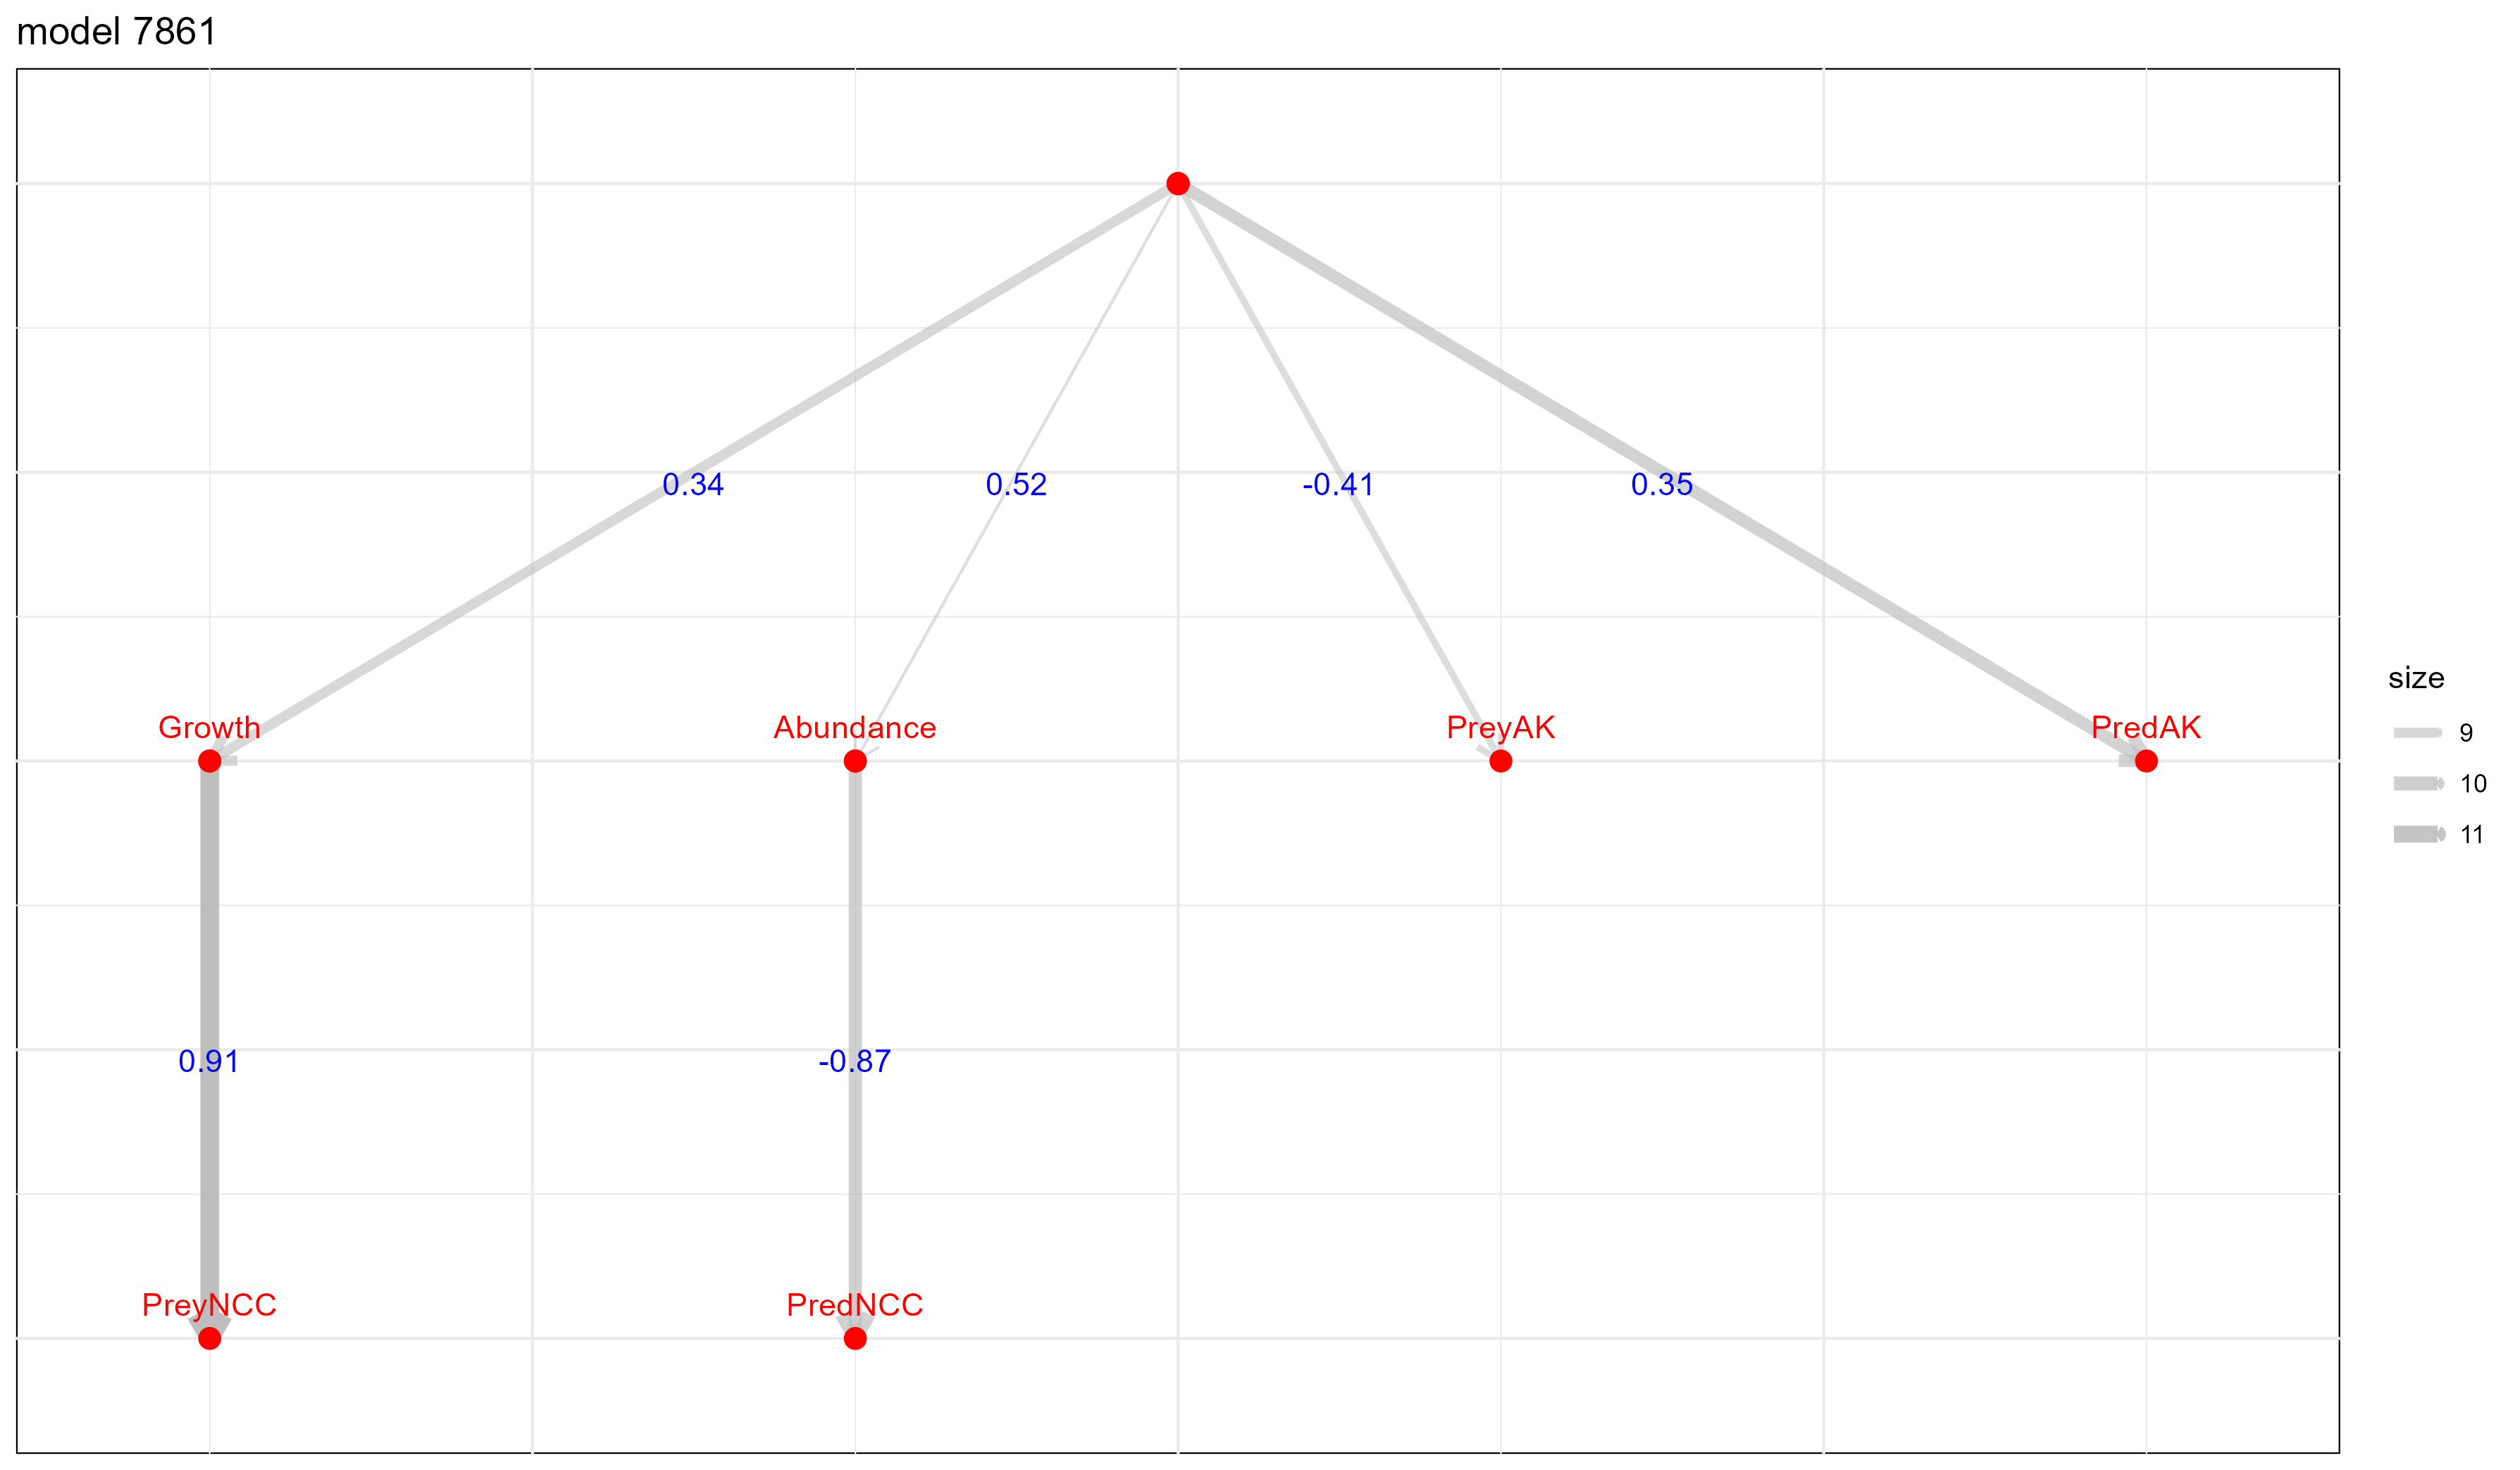 model 7861
0.34 0.52 -0.41 0.35
size
Growth Abundance PreyAK PredAK
9
10
11
0.91 -0.87
PreyNCC PredNCC